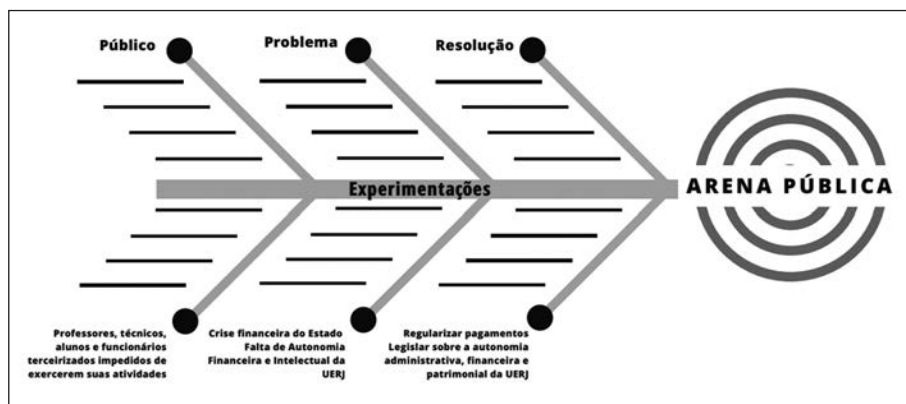 Público
Problema
Resolução
Experimentações
ARENA PÚBLICA
Professores, técnicos,
alunos e funcionários
terceirizados impedidos de
exercerem suas atividades
Crise financeira do Estado
Falta de Autonomia
Financeira e Intelectual da
UERJ
Regularizar pagamentos
Legislar sobre a autonomia
administrativa, financeira e
patrimonial da UERJ